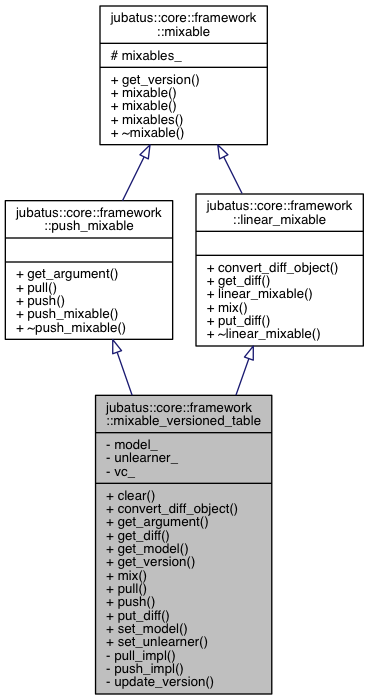 jubatus::core::framework
::mixable
# mixables_
+ get_version()
+ mixable()
+ mixable()
+ mixables()
+ ~mixable()
jubatus::core::framework
::push_mixable
+ get_argument()
+ pull()
+ push()
+ push_mixable()
+ ~push_mixable()
jubatus::core::framework
::linear_mixable
+ convert_diff_object()
+ get_diff()
+ linear_mixable()
+ mix()
+ put_diff()
+ ~linear_mixable()
jubatus::core::framework
::mixable_versioned_table
- model_
- unlearner_
- vc_
+ clear()
+ convert_diff_object()
+ get_argument()
+ get_diff()
+ get_model()
+ get_version()
+ mix()
+ pull()
+ push()
+ put_diff()
+ set_model()
+ set_unlearner()
- pull_impl()
- push_impl()
- update_version()